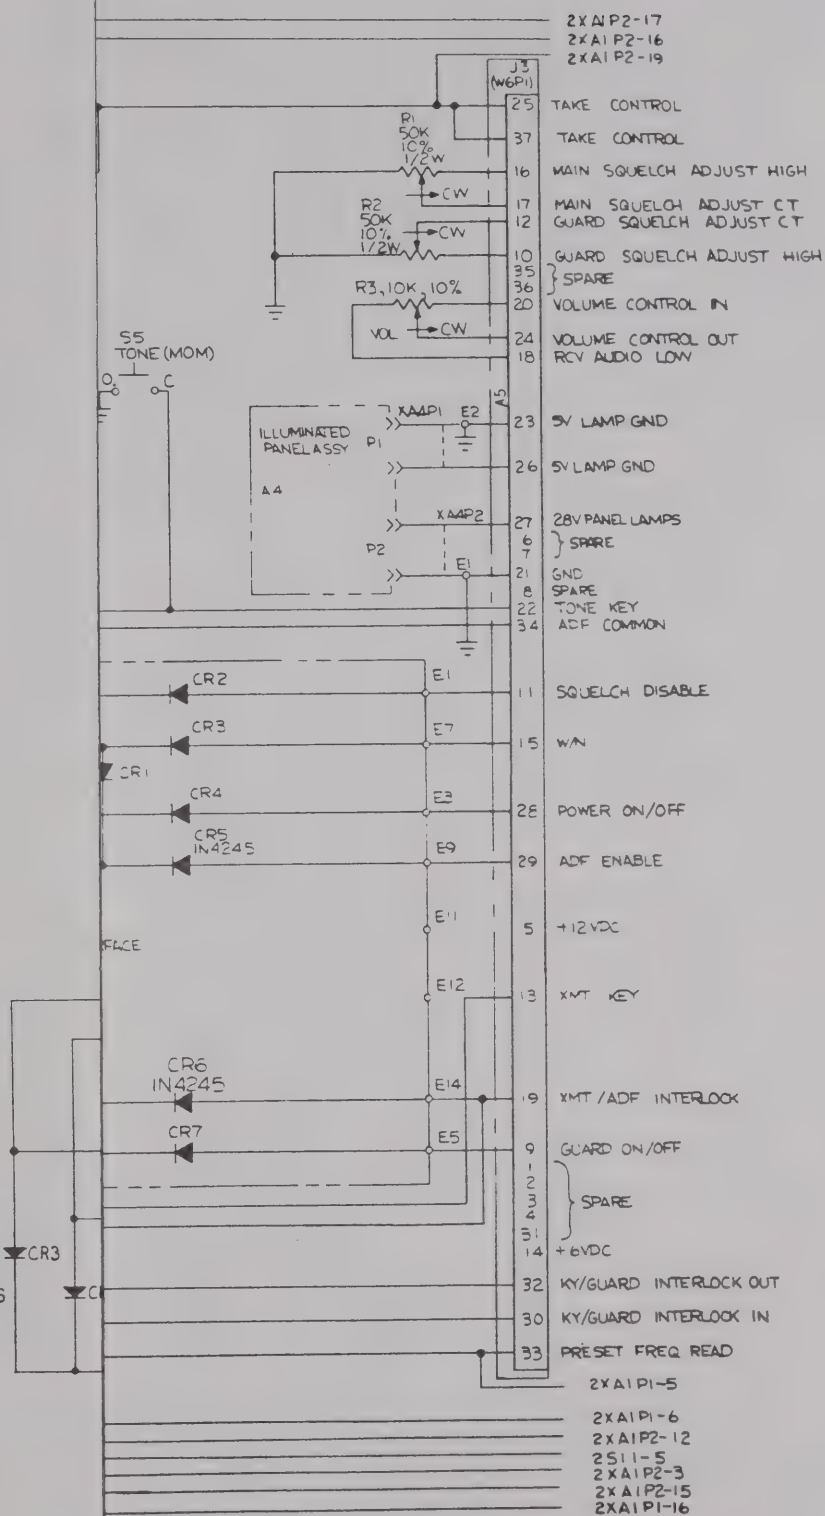 2XA1P2-17
2XA1P2-16
2XA1P2-19
J3
(W6P1)
25 TAKE CONTROL
R1
50K
10%
1/2W
37 TAKE CONTROL
16 MAIN SQUELCH ADJUST HIGH
CW
17 MAIN SQUELCH ADJUST CT
R2
50K
10%
1/2W
CW
12 GUARD SQUELCH ADJUST CT
10 GUARD SQUELCH ADJUST HIGH
35
36
SPARE
R3, 10K, 10%
20 VOLUME CONTROL IN
VOL CW
24 VOLUME CONTROL OUT
18 RCV AUDIO LOW
S5
TONE (MOM)
O. C
A5
XA4P1 E2
23 5V LAMP GND
ILLUMINATED
PANEL ASSY
P1
26 5V LAMP GND
A4
XA4P2
27 28V PANEL LAMPS
6
7
SPARE
P2
E1
21 GND
8 SPARE
22 TONE KEY
34 ADF COMMON
CR2 E1
11 SQUELCH DISABLE
CR3 E7
15 W/N
CR1
CR4 E3
28 POWER ON/OFF
CR5
1N4245
E9
29 ADF ENABLE
E11
5 +12VDC
FACE
E12
13 XMT KEY
CR6
1N4245
E14
19 XMT/ADF INTERLOCK
CR7 E5
9 GUARD ON/OFF
1
2
3
4
31
SPARE
14 +6VDC
CR3
32 KY/GUARD INTERLOCK OUT
30 KY/GUARD INTERLOCK IN
33 PRESET FREQ READ
2XA1P1-5
2XA1P1-6
2XA1P2-12
2S11-5
2XA1P2-3
2XA1P2-15
2XA1P1-16